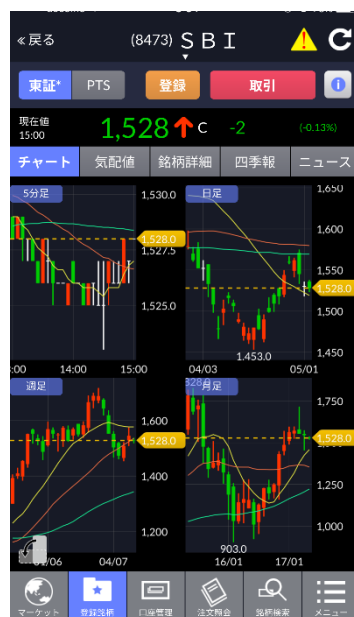 ≪戻る (8473) ＳＢＩ
東証* PTS 登録 取引 i
現在値 15:00 1,528 C -2 (-0.13%)
チャート 気配値 銘柄詳細 四季報 ニュース
5分足 1,530.0 日足 1,650
1,600
1,528.0
1,527.5 1,550
1,528.0
1,525.0 1,500
1,453.0 1,450
:00 14:00 15:00 04/03 05/01
週足 月足
1,750
1,600
1,528.0 1,528.0
1,400 1,250
1,200 1,000
903.0
/06 04/07 16/01 17/01
マーケット 登録銘柄 口座管理 注文照会 銘柄検索 メニュー